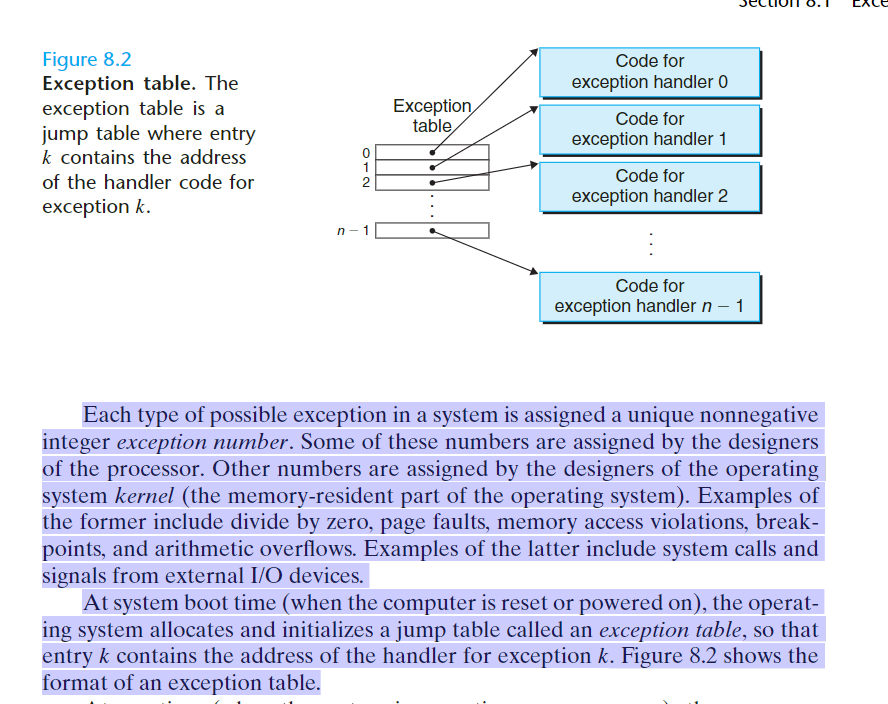 Section 8.1 Exce
Figure 8.2
Exception table. The
exception table is a
jump table where entry
k contains the address
of the handler code for
exception k.
Exception
table
0
1
2
n – 1
Code for
exception handler 0
Code for
exception handler 1
Code for
exception handler 2
Code for
exception handler n – 1
Each type of possible exception in a system is assigned a unique nonnegative
integer exception number. Some of these numbers are assigned by the designers
of the processor. Other numbers are assigned by the designers of the operating
system kernel (the memory-resident part of the operating system). Examples of
the former include divide by zero, page faults, memory access violations, break-
points, and arithmetic overflows. Examples of the latter include system calls and
signals from external I/O devices.
At system boot time (when the computer is reset or powered on), the operat-
ing system allocates and initializes a jump table called an exception table, so that
entry k contains the address of the handler for exception k. Figure 8.2 shows the
format of an exception table.